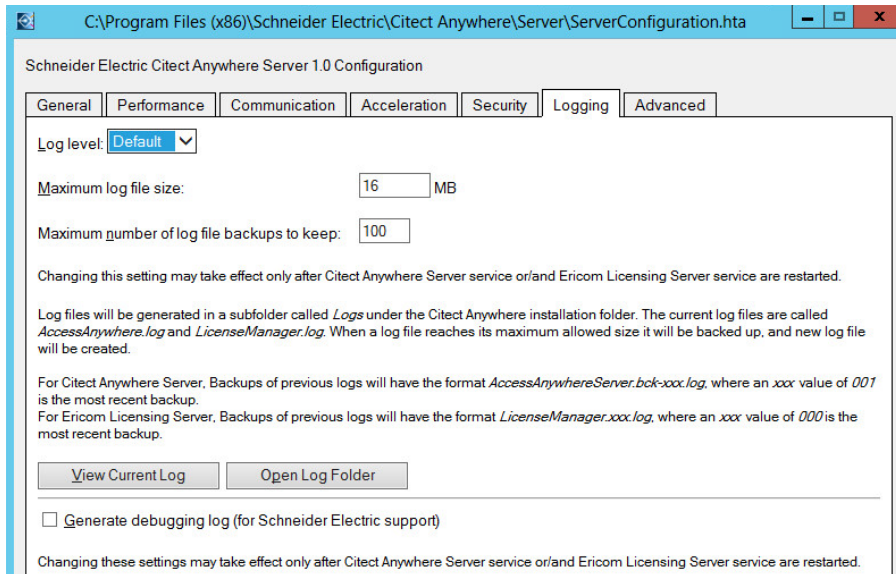 C:\Program Files (x86)\Schneider Electric\Citect Anywhere\Server\ServerConfiguration.hta
Schneider Electric Citect Anywhere Server 1.0 Configuration
General Performance Communication Acceleration Security Logging Advanced
Log level: Default
Maximum log file size: 16 MB
Maximum number of log file backups to keep: 100
Changing this setting may take effect only after Citect Anywhere Server service or/and Ericom Licensing Server service are restarted.
Log files will be generated in a subfolder called Logs under the Citect Anywhere installation folder. The current log files are called
AccessAnywhere.log and LicenseManager.log. When a log file reaches its maximum allowed size it will be backed up, and new log file
will be created.
For Citect Anywhere Server, Backups of previous logs will have the format AccessAnywhereServer.bck-xxx.log, where an xxx value of 001
is the most recent backup.
For Ericom Licensing Server, Backups of previous logs will have the format LicenseManager.xxx.log, where an xxx value of 000 is the
most recent backup.
View Current Log Open Log Folder
Generate debugging log (for Schneider Electric support)
Changing these settings may take effect only after Citect Anywhere Server service or/and Ericom Licensing Server service are restarted.